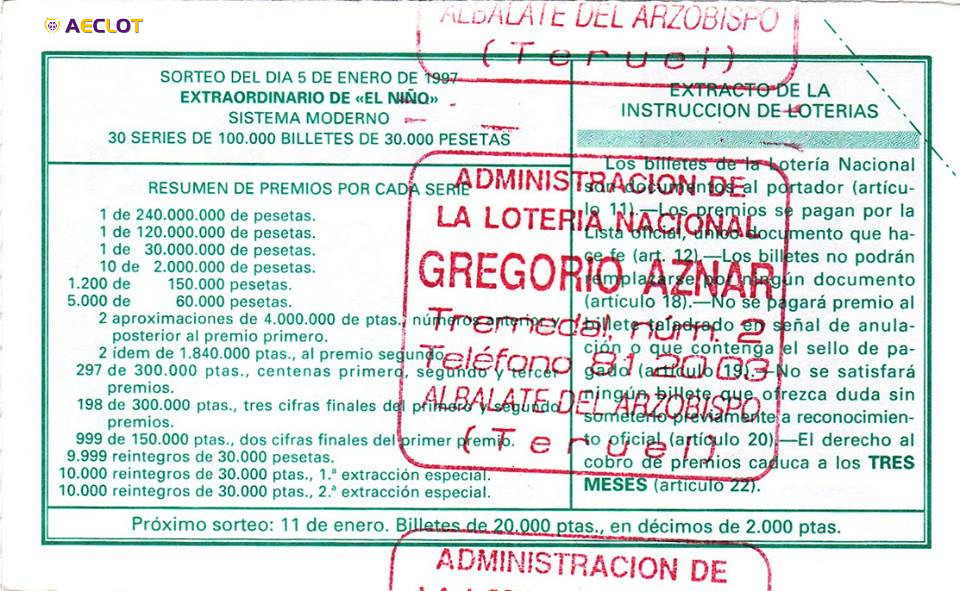 AECLOT
ALBALATE DEL ARZOBISPO
(Teruel)
SORTEO DEL DIA 5 DE ENERO DE 1997
EXTRAORDINARIO DE «EL NIÑO»
SISTEMA MODERNO
30 SERIES DE 100.000 BILLETES DE 30.000 PESETAS
RESUMEN DE PREMIOS POR CADA SERIE
1 de 240.000.000 de pesetas.
1 de 120.000.000 de pesetas.
1 de 30.000.000 de pesetas.
10 de 2.000.000 de pesetas.
1.200 de 150.000 pesetas.
5.000 de 60.000 pesetas.
2 aproximaciones de 4.000.000 de ptas., números anterior y
posterior al premio primero.
2 ídem de 1.840.000 ptas., al premio segundo.
297 de 300.000 ptas., centenas primero, segundo y tercer
premios.
198 de 300.000 ptas., tres cifras finales del primero y segundo
premios.
999 de 150.000 ptas., dos cifras finales del primer premio.
9.999 reintegros de 30.000 pesetas.
10.000 reintegros de 30.000 ptas., 1.ª extracción especial.
10.000 reintegros de 30.000 ptas., 2.ª extracción especial.
EXTRACTO DE LA
INSTRUCCION DE LOTERIAS
Los billetes de la Lotería Nacional
son documentos al portador (artícu-
lo 11).—Los premios se pagan por la
Lista oficial, único documento que ha-
ce fe (art. 12).—Los billetes no podrán
remplazarse por ningún documento
(artículo 18).—No se pagará premio al
billete taladrado en señal de anula-
ción o que contenga el sello de pa-
gado (artículo 19).—No se satisfará
ningún billete que ofrezca duda sin
someterlo previamente a reconocimien-
to oficial (artículo 20).—El derecho al
cobro de premios caduca a los TRES
MESES (artículo 22).
ADMINISTRACION DE
LA LOTERIA NACIONAL
GREGORIO AZNAR
Tremedal, núm. 2
Teléfono 81 20 03
ALBALATE DEL ARZOBISPO
(Teruel)
Próximo sorteo: 11 de enero. Billetes de 20.000 ptas., en décimos de 2.000 ptas.
ADMINISTRACION DE